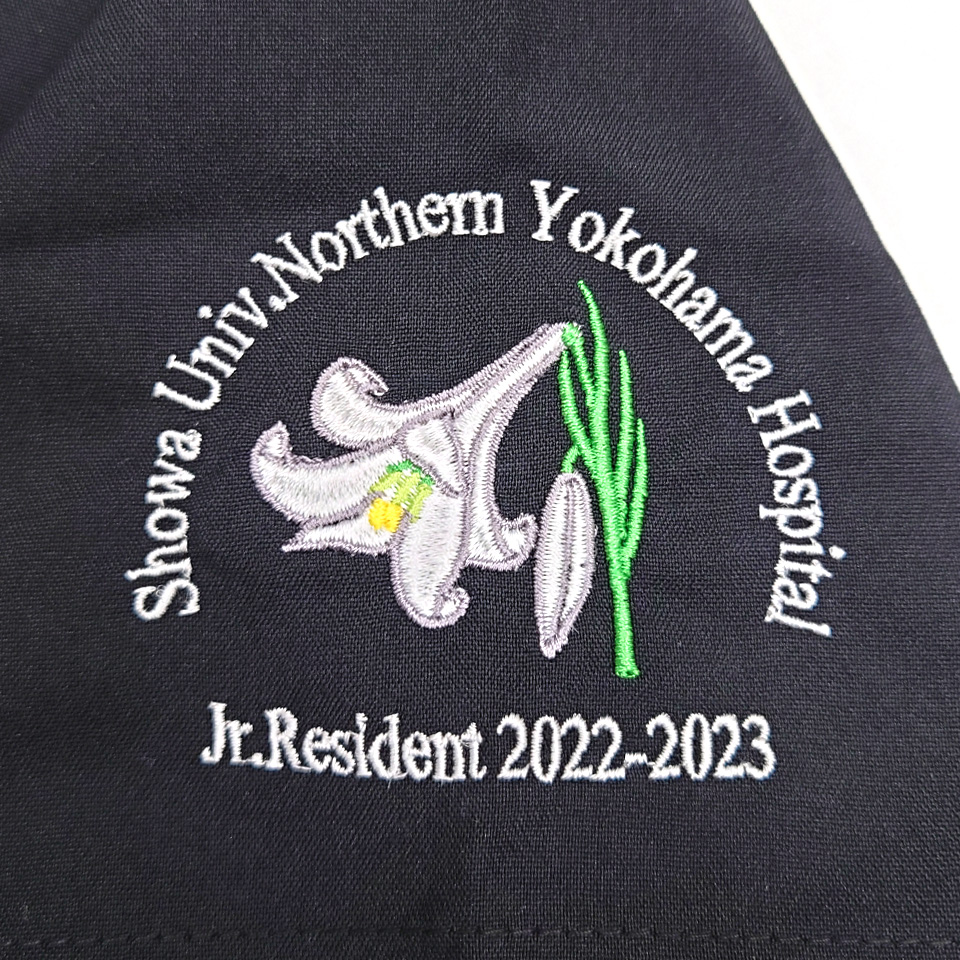 Showa Univ.Northern Yokohama Hospital
Jr.Resident 2022-2023